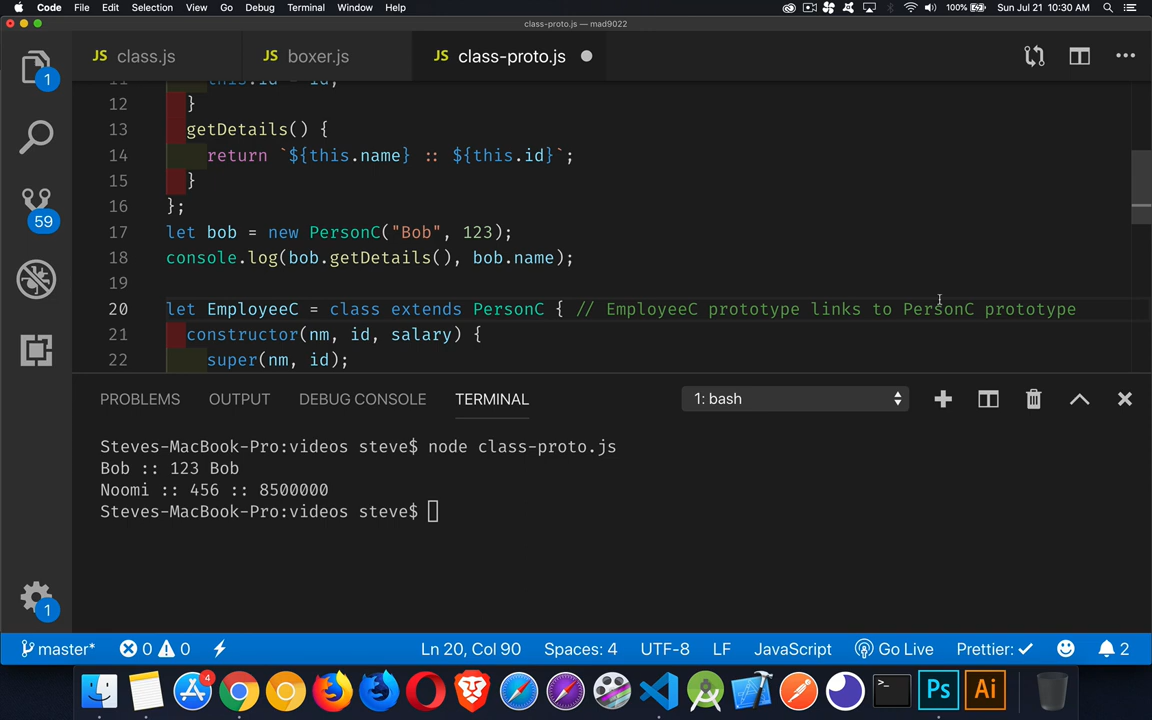 Code File Edit Selection View Go Debug Terminal Window Help 100% Sun Jul 21 10:30 AM
class-proto.js — mad9022
JS class.js JS boxer.js JS class-proto.js
1
11 this.id = id;
12 }
13 getDetails() {
14 return `${this.name} :: ${this.id}`;
15 }
16 };
17 let bob = new PersonC("Bob", 123);
59
18 console.log(bob.getDetails(), bob.name);
19
20 let EmployeeC = class extends PersonC { // EmployeeC prototype links to PersonC prototype
21 constructor(nm, id, salary) {
22 super(nm, id);
PROBLEMS OUTPUT DEBUG CONSOLE TERMINAL 1: bash
Steves-MacBook-Pro:videos steve$ node class-proto.js
Bob :: 123 Bob
Noomi :: 456 :: 8500000
Steves-MacBook-Pro:videos steve$
1
master* 0 0 Ln 20, Col 90 Spaces: 4 UTF-8 LF JavaScript Go Live Prettier: ✓ 2
4
>_ Ps Ai